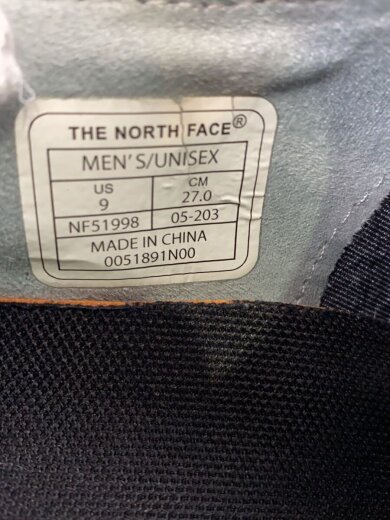 THE NORTH FACE®
MEN'S/UNISEX
US CM
9 27.0
NF51998 05-203
MADE IN CHINA
0051891N00